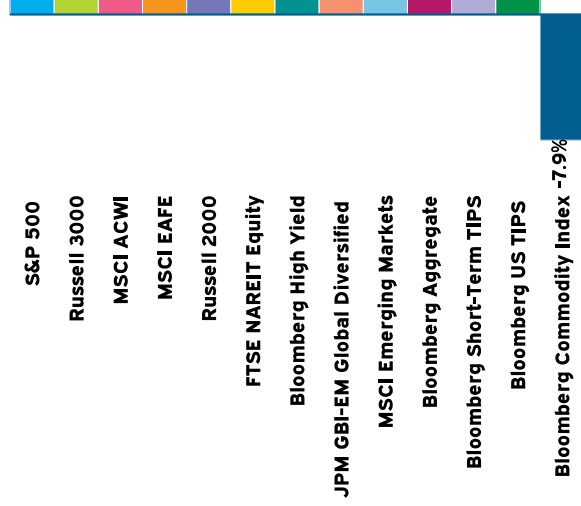 S&P 500
Russell 3000
MSCI ACWI
MSCI EAFE
Russell 2000
FTSE NAREIT Equity
Bloomberg High Yield
JPM GBI-EM Global Diversified
MSCI Emerging Markets
Bloomberg Aggregate
Bloomberg Short-Term TIPS
Bloomberg US TIPS
Bloomberg Commodity Index -7.9%